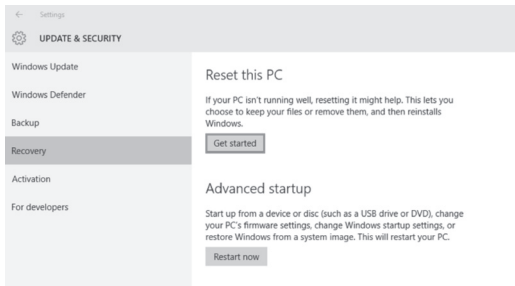 Settings
UPDATE & SECURITY
Windows Update
Windows Defender
Backup
Recovery
Activation
For developers
Reset this PC
If your PC isn't running well, resetting it might help. This lets you
choose to keep your files or remove them, and then reinstalls
Windows.
Get started
Advanced startup
Start up from a device or disc (such as a USB drive or DVD), change
your PC's firmware settings, change Windows startup settings, or
restore Windows from a system image. This will restart your PC.
Restart now